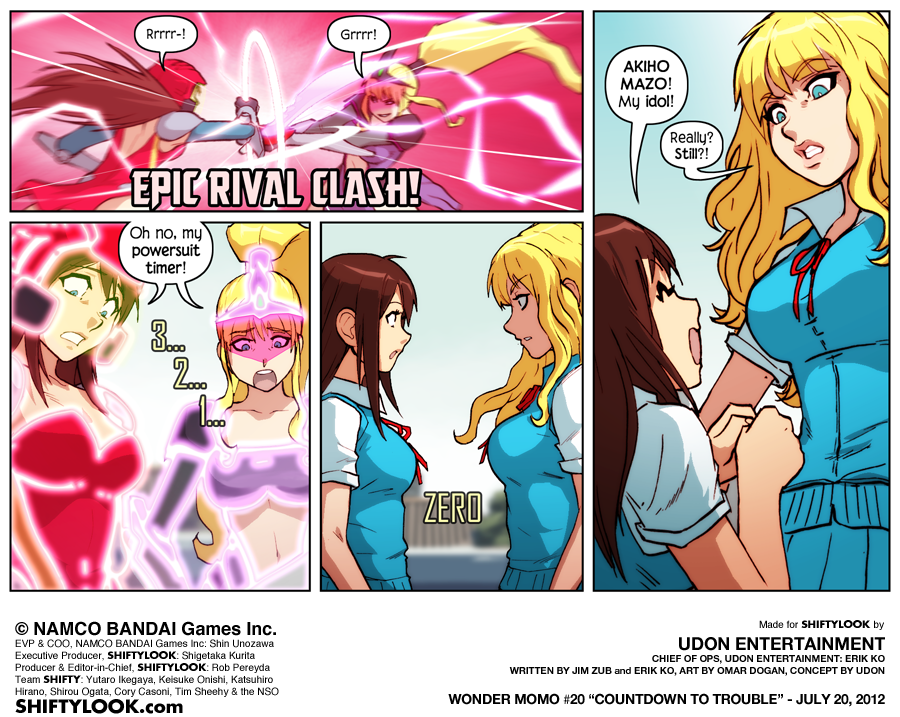 Rrrrr-!
Grrrr!
EPIC RIVAL CLASH!
Oh no, my
powersuit
timer!
3...
2...
1...
ZERO
AKIHO
MAZO!
My idol!
Really?
Still?!
© NAMCO BANDAI Games Inc.
EVP & COO, NAMCO BANDAI Games Inc: Shin Unozawa
Executive Producer, SHIFTYLOOK: Shigetaka Kurita
Producer & Editor-in-Chief, SHIFTYLOOK: Rob Pereyda
Team SHIFTY: Yutaro Ikegaya, Keisuke Onishi, Katsuhiro
Hirano, Shirou Ogata, Cory Casoni, Tim Sheehy & the NSO
SHIFTYLOOK.com
Made for SHIFTYLOOK by
UDON ENTERTAINMENT
CHIEF OF OPS, UDON ENTERTAINMENT: ERIK KO
WRITTEN BY JIM ZUB and ERIK KO, ART BY OMAR DOGAN, CONCEPT BY UDON
WONDER MOMO #20 “COUNTDOWN TO TROUBLE” - JULY 20, 2012